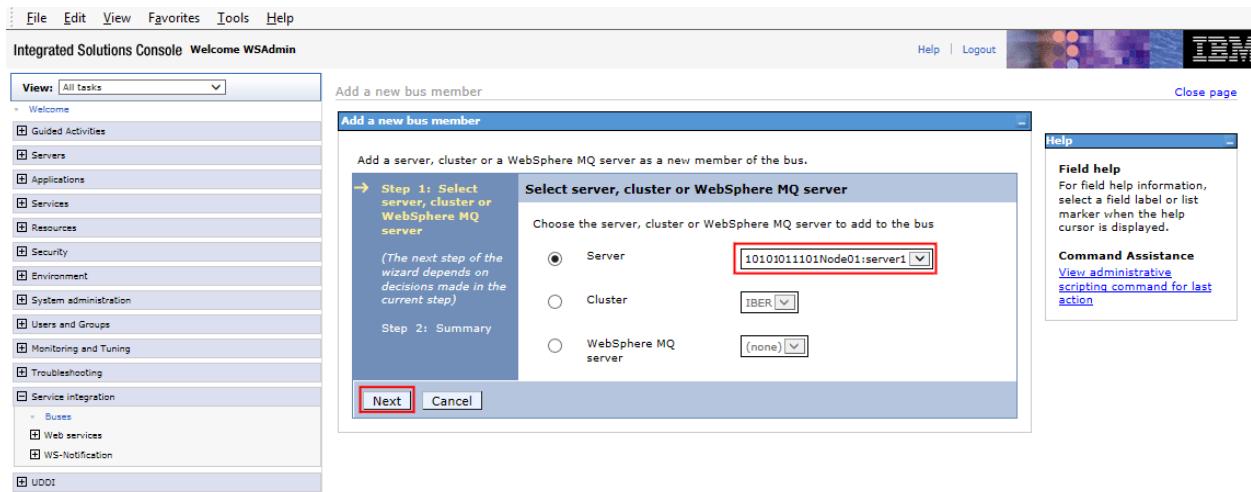 File Edit View Favorites Tools Help
Integrated Solutions Console Welcome WSAdmin
Help | Logout
IBM
View: All tasks
Welcome
Guided Activities
Servers
Applications
Services
Resources
Security
Environment
System administration
Users and Groups
Monitoring and Tuning
Troubleshooting
Service integration
Buses
Web services
WS-Notification
UDDI
Add a new bus member
Close page
Add a new bus member
Add a server, cluster or a WebSphere MQ server as a new member of the bus.
Step 1: Select
server, cluster or
WebSphere MQ
server
(The next step of the
wizard depends on
decisions made in the
current step)
Step 2: Summary
Select server, cluster or WebSphere MQ server
Choose the server, cluster or WebSphere MQ server to add to the bus
Server 10101011101Node01:server1
Cluster IBER
WebSphere MQ
server
(none)
Next Cancel
Help
Field help
For field help information,
select a field label or list
marker when the help
cursor is displayed.
Command Assistance
View administrative
scripting command for last
action